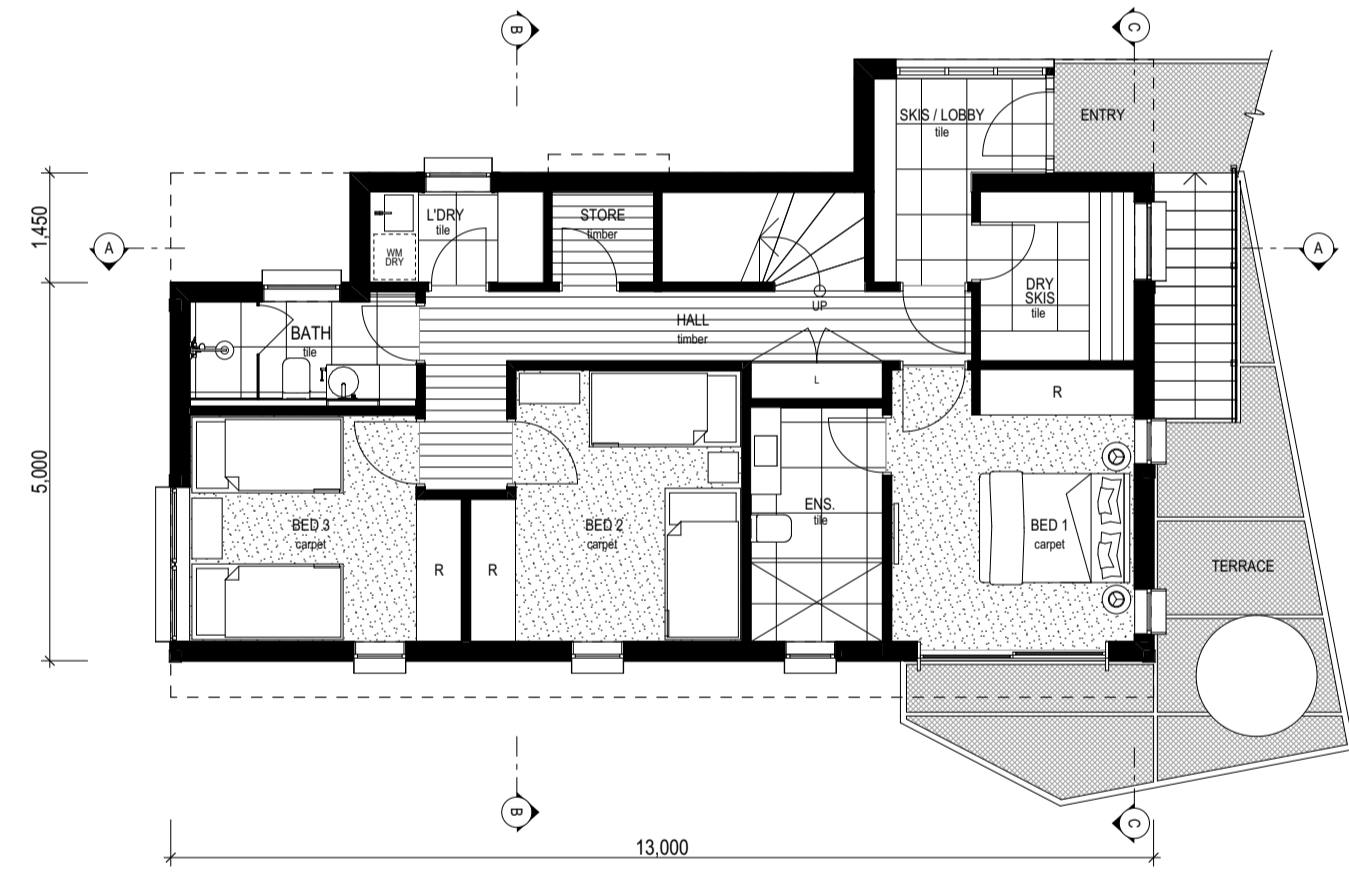 B
C
SKIS / LOBBY
tile
ENTRY
1,450
L'DRY
tile
STORE
timber
A
A
WM
DRY
DRY
SKIS
tile
UP
HALL
timber
BATH
tile
L
R
5,000
BED 3
carpet
R
R
BED 2
carpet
ENS.
tile
BED 1
carpet
TERRACE
B
C
13,000